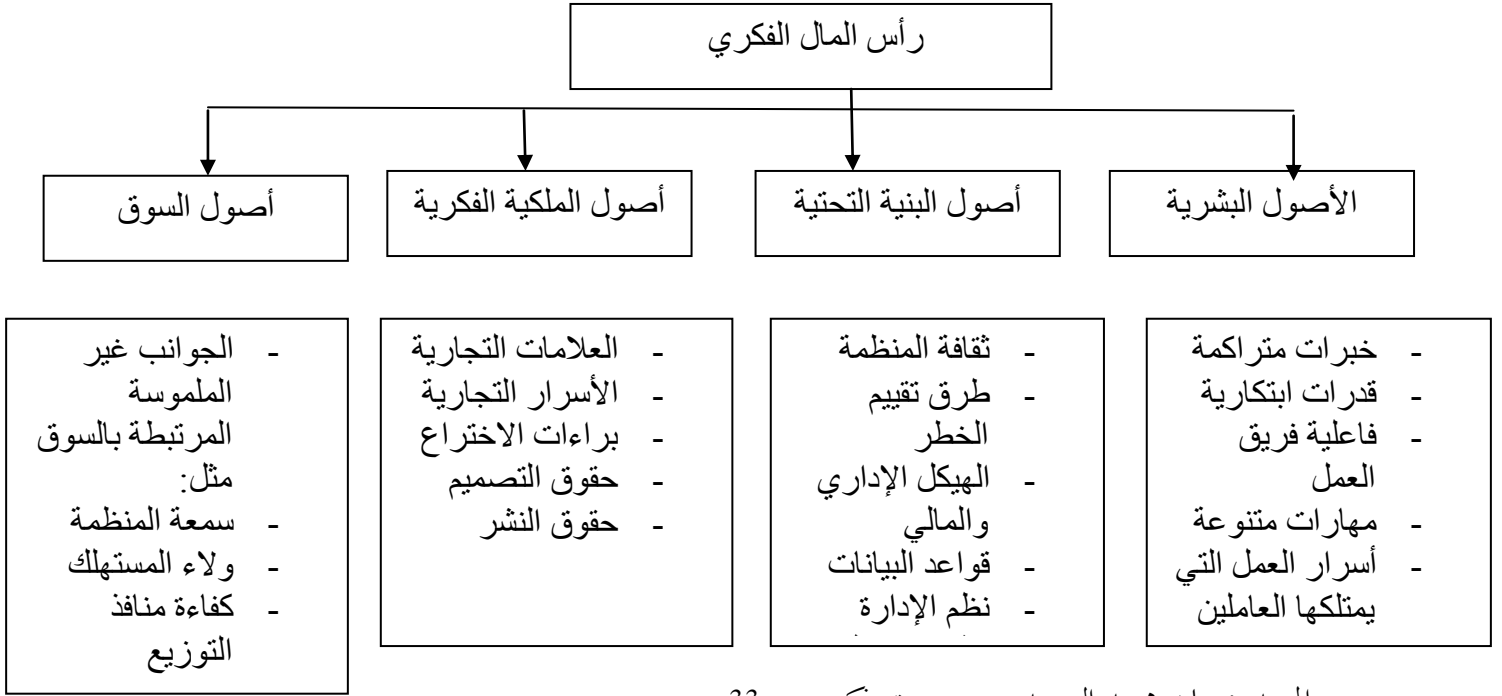 رأس المال الفكري
الأصول البشرية
أصول البنية التحتية
أصول الملكية الفكرية
أصول السوق
- خبرات متراكمة
- قدرات ابتكارية
- فاعلية فريق
العمل
- مهارات متنوعة
- أسرار العمل التي
يمتلكها العاملين
- ثقافة المنظمة
- طرق تقييم
الخطر
- الهيكل الإداري
والمالي
- قواعد البيانات
- نظم الإدارة
- العلامات التجارية
- الأسرار التجارية
- براءات الاختراع
- حقوق التصميم
- حقوق النشر
- الجوانب غير
الملموسة
المرتبطة بالسوق
مثل:
- سمعة المنظمة
- ولاء المستهلك
- كفاءة منافذ
التوزيع
33